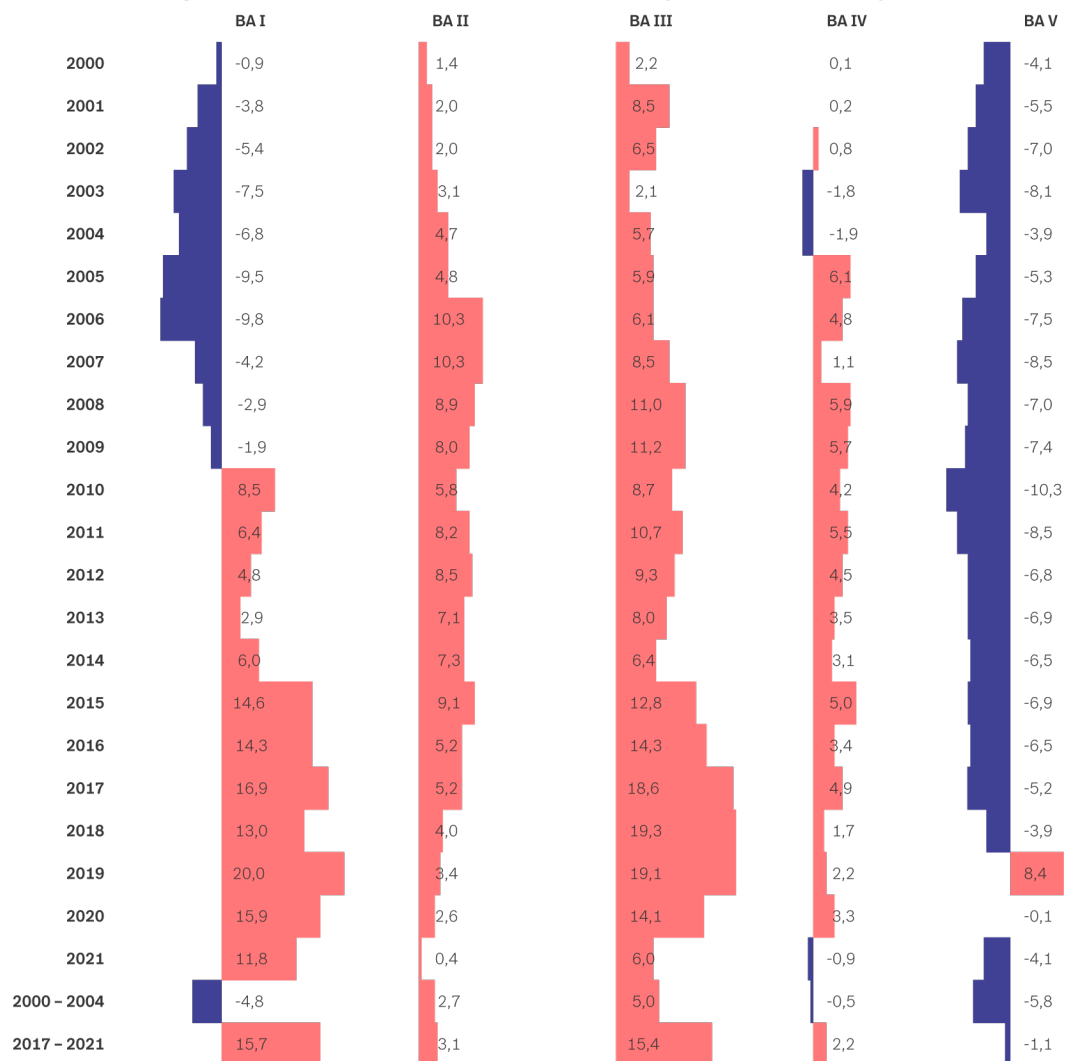 BA I BA II BA III BA IV BA V
2000 -0,9 1,4 2,2 0,1 -4,1
2001 -3,8 2,0 8,5 0,2 -5,5
2002 -5,4 2,0 6,5 0,8 -7,0
2003 -7,5 3,1 2,1 -1,8 -8,1
2004 -6,8 4,7 5,7 -1,9 -3,9
2005 -9,5 4,8 5,9 6,1 -5,3
2006 -9,8 10,3 6,1 4,8 -7,5
2007 -4,2 10,3 8,5 1,1 -8,5
2008 -2,9 8,9 11,0 5,9 -7,0
2009 -1,9 8,0 11,2 5,7 -7,4
2010 8,5 5,8 8,7 4,2 -10,3
2011 6,4 8,2 10,7 5,5 -8,5
2012 4,8 8,5 9,3 4,5 -6,8
2013 2,9 7,1 8,0 3,5 -6,9
2014 6,0 7,3 6,4 3,1 -6,5
2015 14,6 9,1 12,8 5,0 -6,9
2016 14,3 5,2 14,3 3,4 -6,5
2017 16,9 5,2 18,6 4,9 -5,2
2018 13,0 4,0 19,3 1,7 -3,9
2019 20,0 3,4 19,1 2,2 8,4
2020 15,9 2,6 14,1 3,3 -0,1
2021 11,8 0,4 6,0 -0,9 -4,1
2000 – 2004 -4,8 2,7 5,0 -0,5 -5,8
2017 – 2021 15,7 3,1 15,4 2,2 -1,1